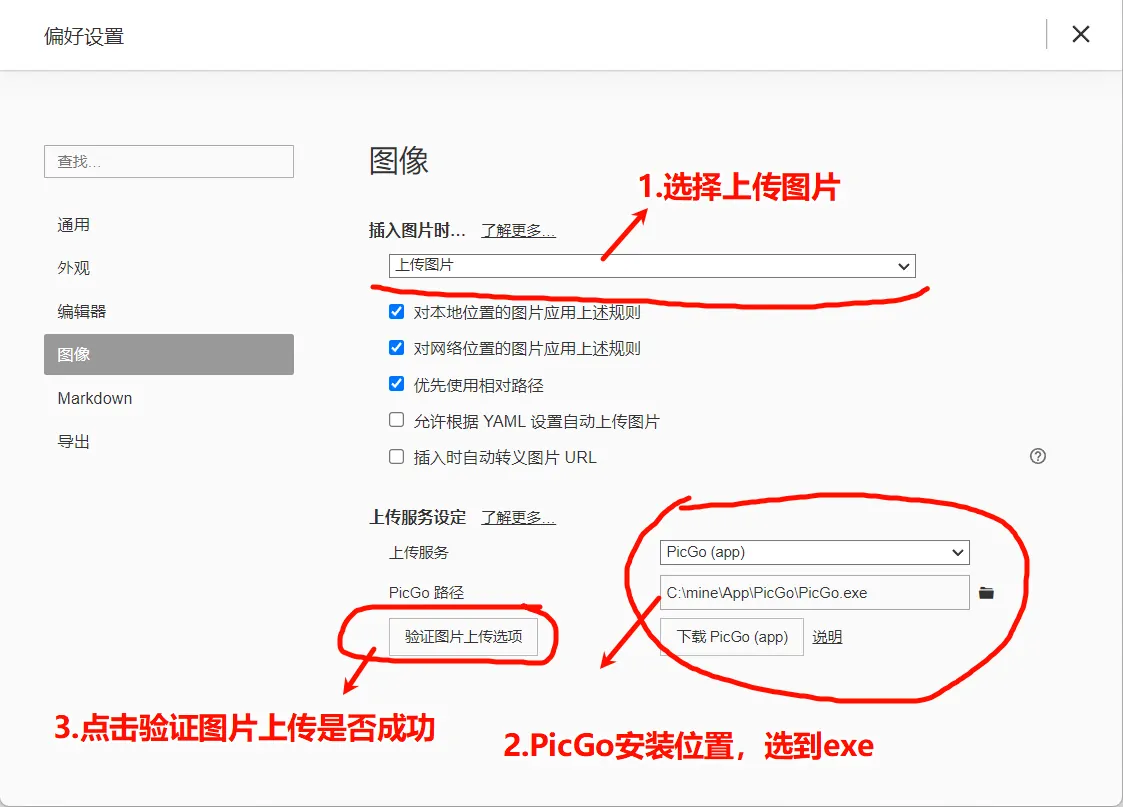 偏好设置
查找...
通用
外观
编辑器
图像
Markdown
导出
图像
1.选择上传图片
插入图片时... 了解更多...
上传图片
对本地位置的图片应用上述规则
对网络位置的图片应用上述规则
优先使用相对路径
允许根据 YAML 设置自动上传图片
插入时自动转义图片 URL
上传服务设定 了解更多...
上传服务 PicGo (app)
PicGo 路径 C:\mine\App\PicGo\PicGo.exe
验证图片上传选项 下载 PicGo (app) 说明
3.点击验证图片上传是否成功
2.PicGo安装位置，选到exe